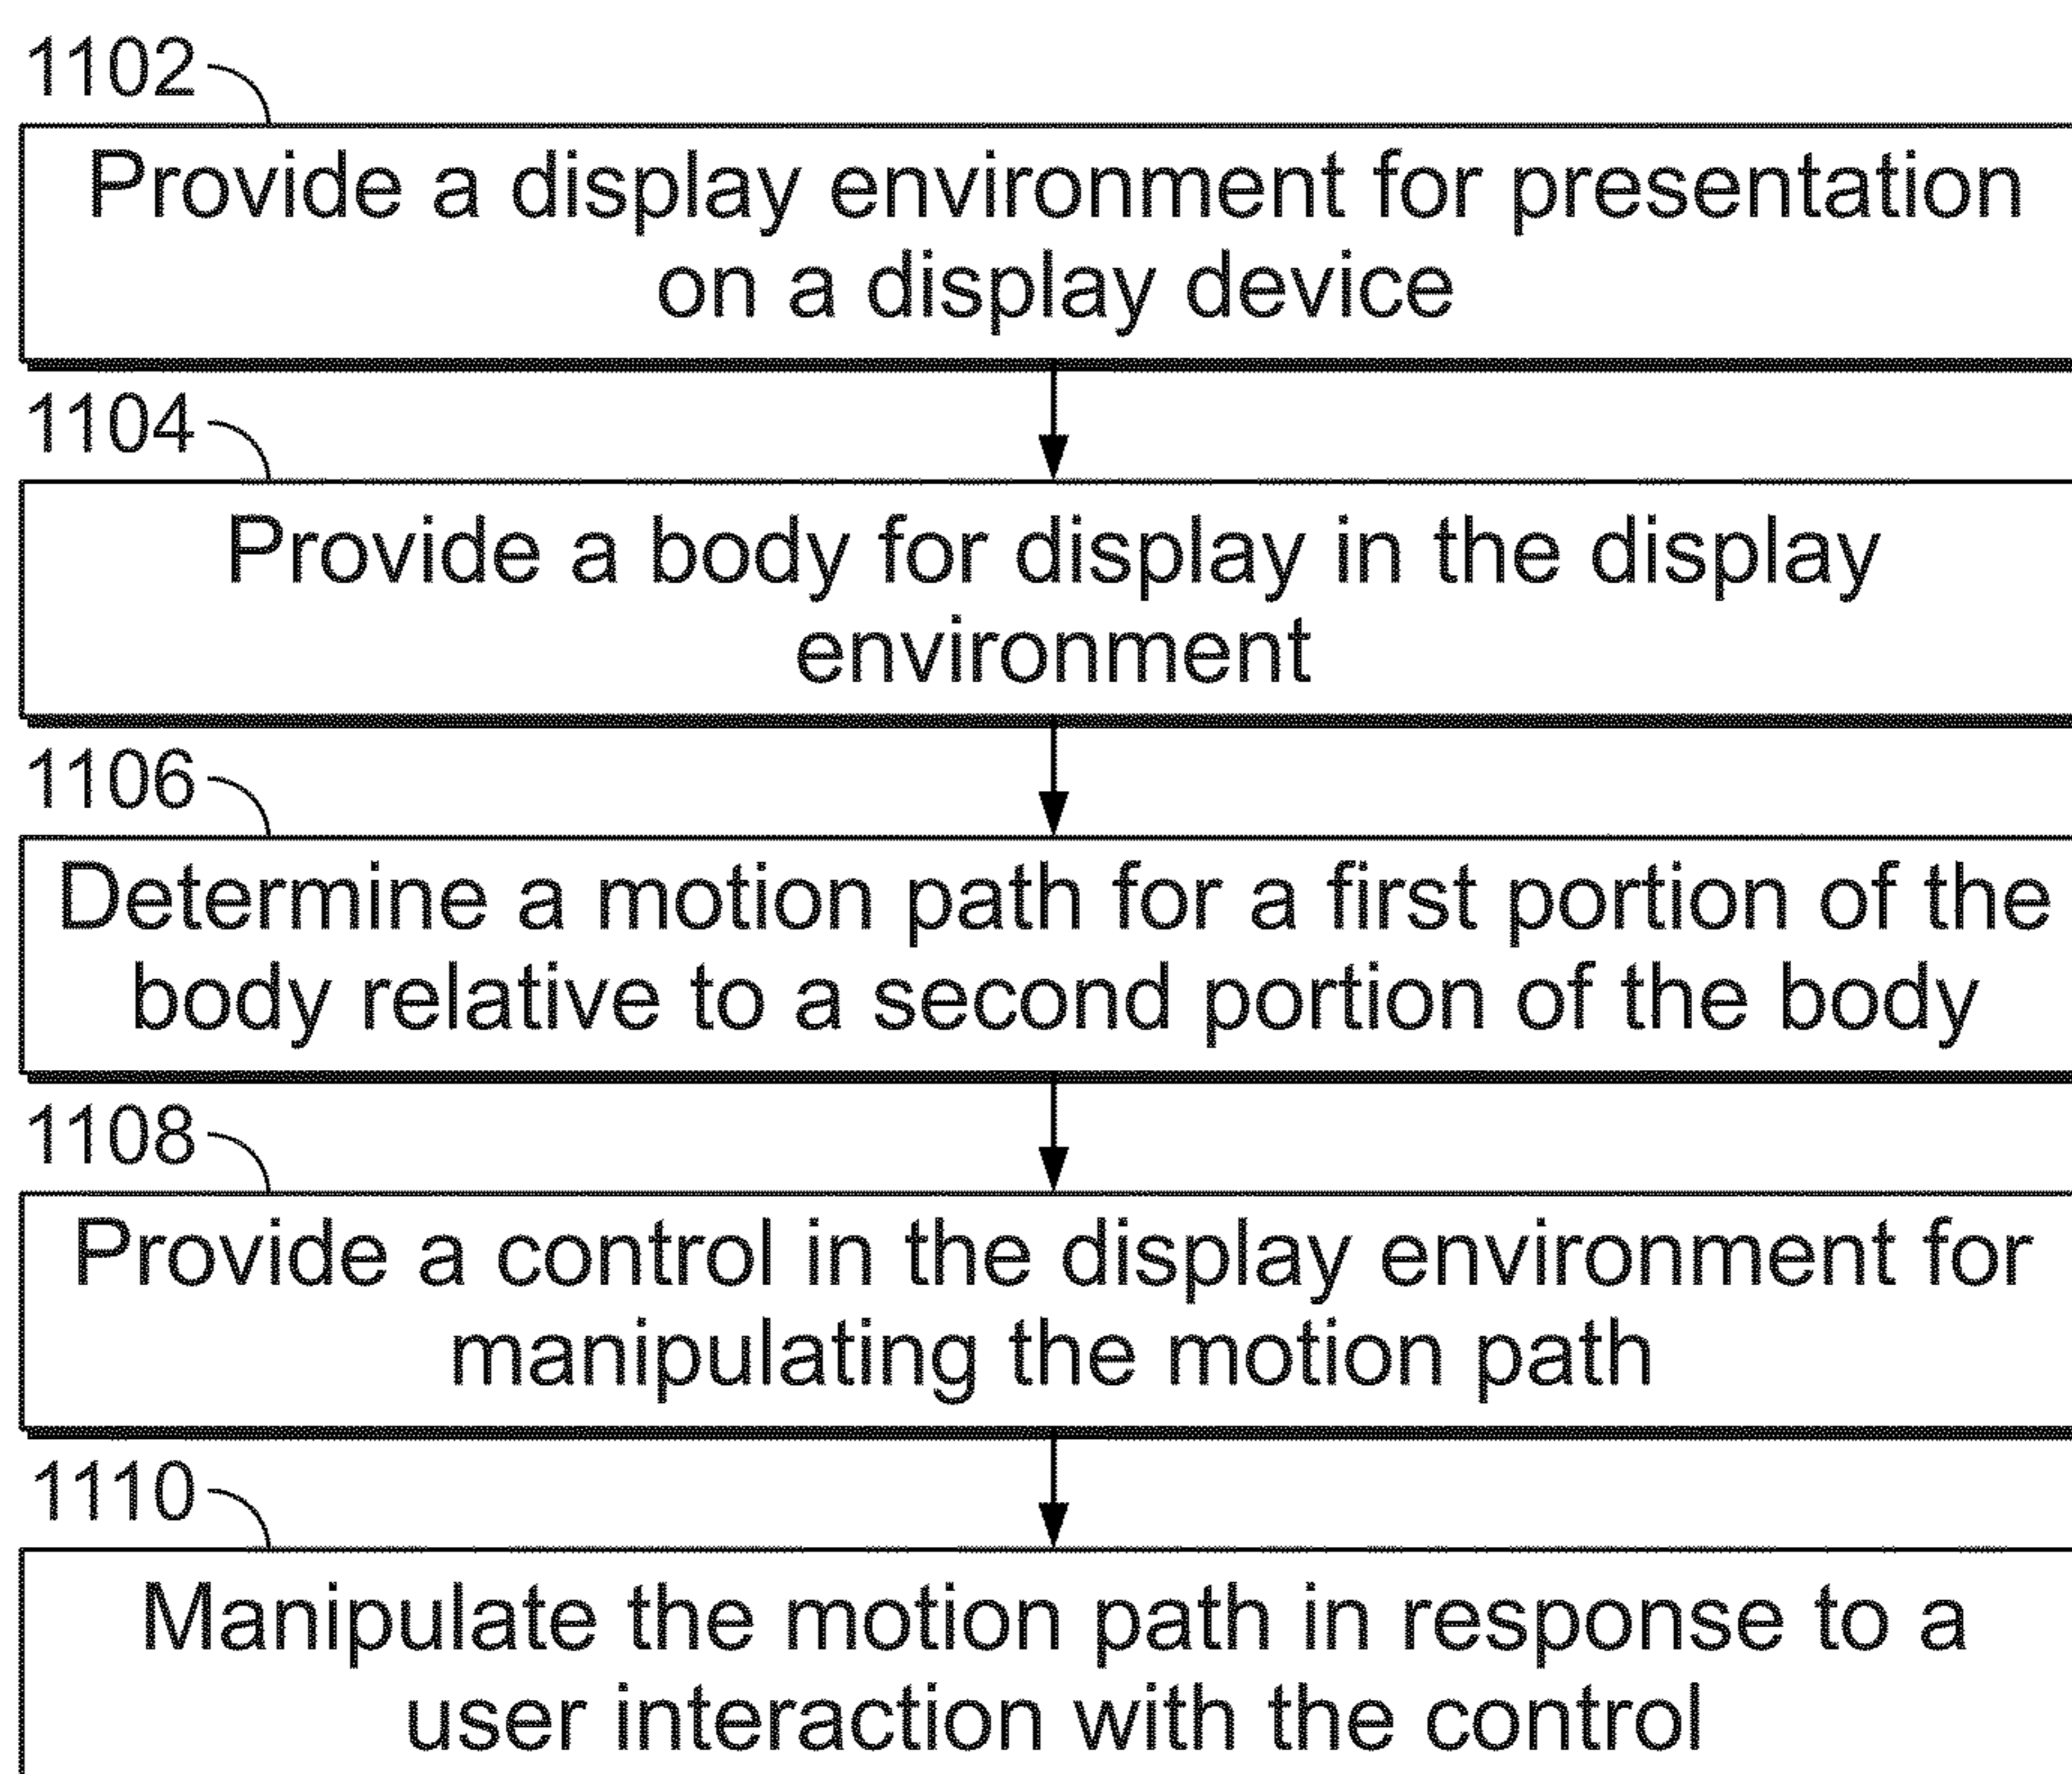 1102
Provide a display environment for presentation
on a display device
1104
Provide a body for display in the display
environment
1106
Determine a motion path for a first portion of the
body relative to a second portion of the body
1108
Provide a control in the display environment for
manipulating the motion path
1110
Manipulate the motion path in response to a
user interaction with the control